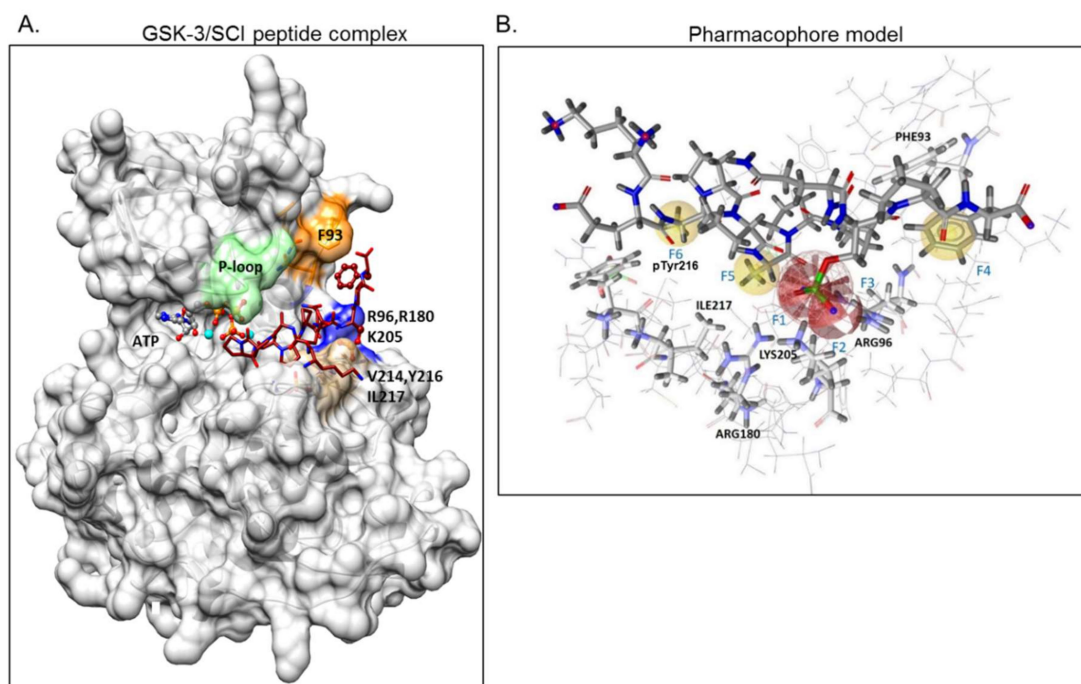 A.
GSK-3/SCI peptide complex
F93
P-loop
R96,R180
K205
ATP
V214,Y216
IL217
B.
Pharmacophore model
PHE93
F6
pTyr216
F5
F4
F3
ILE217
F1
ARG96
LYS205
F2
ARG180